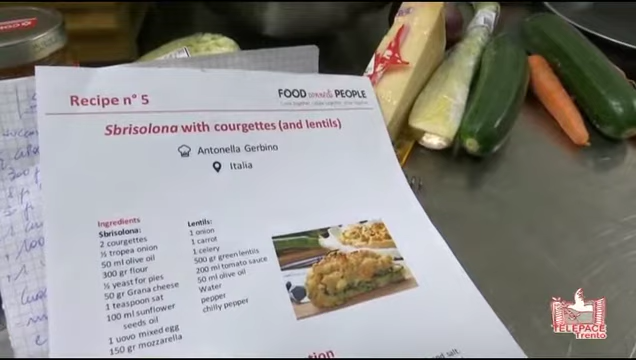 Recipe n° 5
FOOD connects PEOPLE
Sbrisolona with courgettes (and lentils)
Antonella Gerbino
Italia
Ingredients
Sbrisolona:
2 courgettes
½ tropea onion
50 ml olive oil
300 gr flour
½ yeast for pies
50 gr Grana cheese
1 teaspoon sat
100 ml sunflower
seeds oil
1 uovo mixed egg
150 gr mozzarella
Lentils:
1 onion
1 carrot
1 celery
500 gr green lentils
200 ml tomato sauce
50 ml olive oil
Water
pepper
chilly pepper
salt.
TELEPACE
Trento